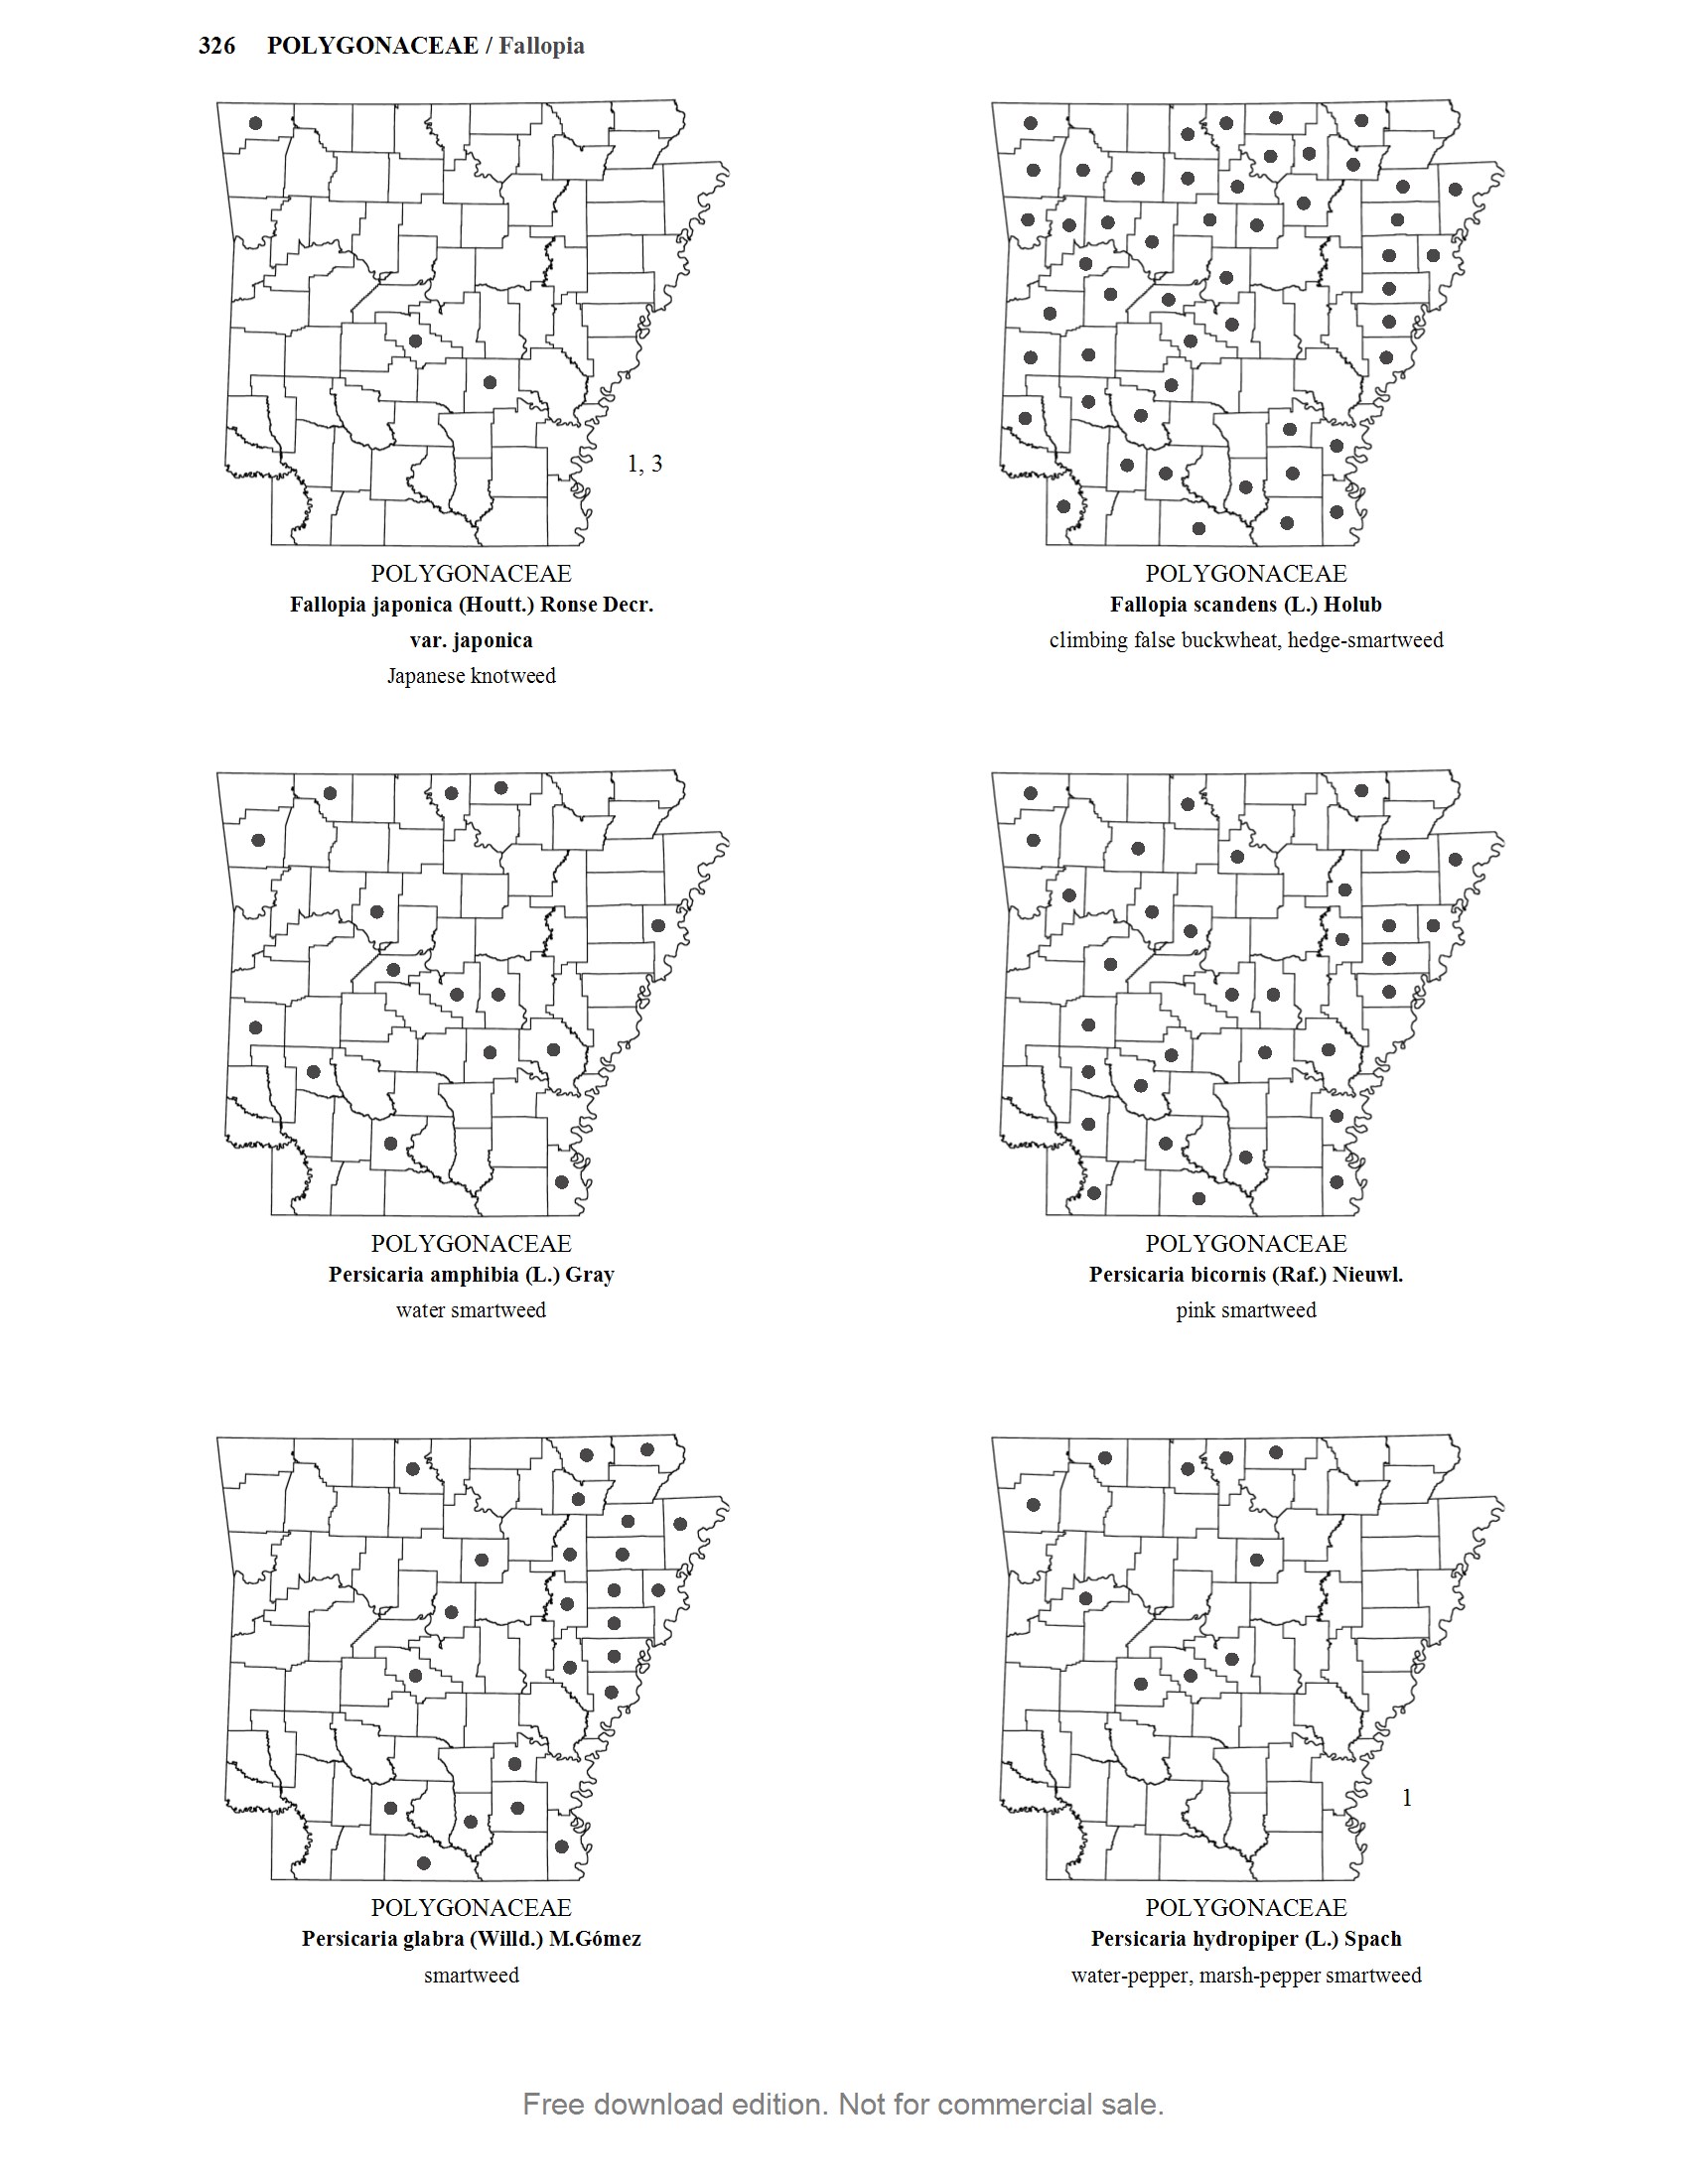 326 POLYGONACEAE / Fallopia
1, 3
POLYGONACEAE
Fallopia japonica (Houtt.) Ronse Decr.
var. japonica
Japanese knotweed
POLYGONACEAE
Fallopia scandens (L.) Holub
climbing false buckwheat, hedge-smartweed
POLYGONACEAE
Persicaria amphibia (L.) Gray
water smartweed
POLYGONACEAE
Persicaria bicornis (Raf.) Nieuwl.
pink smartweed
POLYGONACEAE
Persicaria glabra (Willd.) M.Gómez
smartweed
1
POLYGONACEAE
Persicaria hydropiper (L.) Spach
water-pepper, marsh-pepper smartweed
Free download edition. Not for commercial sale.